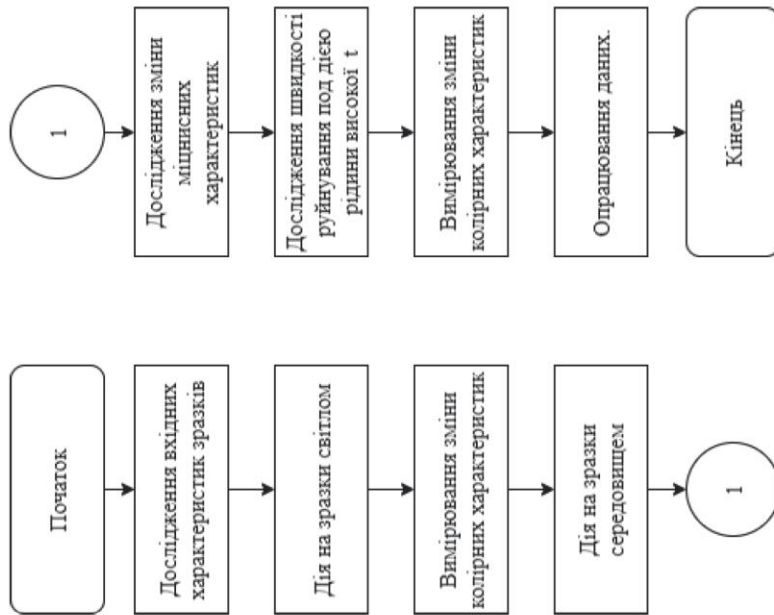 Початок
Дослідження вхідних
характеристик зразків
Дія на зразки світлом
Вимірювання зміни
колірних характеристик
Дія на зразки
середовищем
1
1
Дослідження зміни
міцнисних
характеристик
Дослідження швидкості
руйнування под дією
рідини високої t
Вимірювання зміни
колірних характеристик
Опрацювання даних.
Кінець